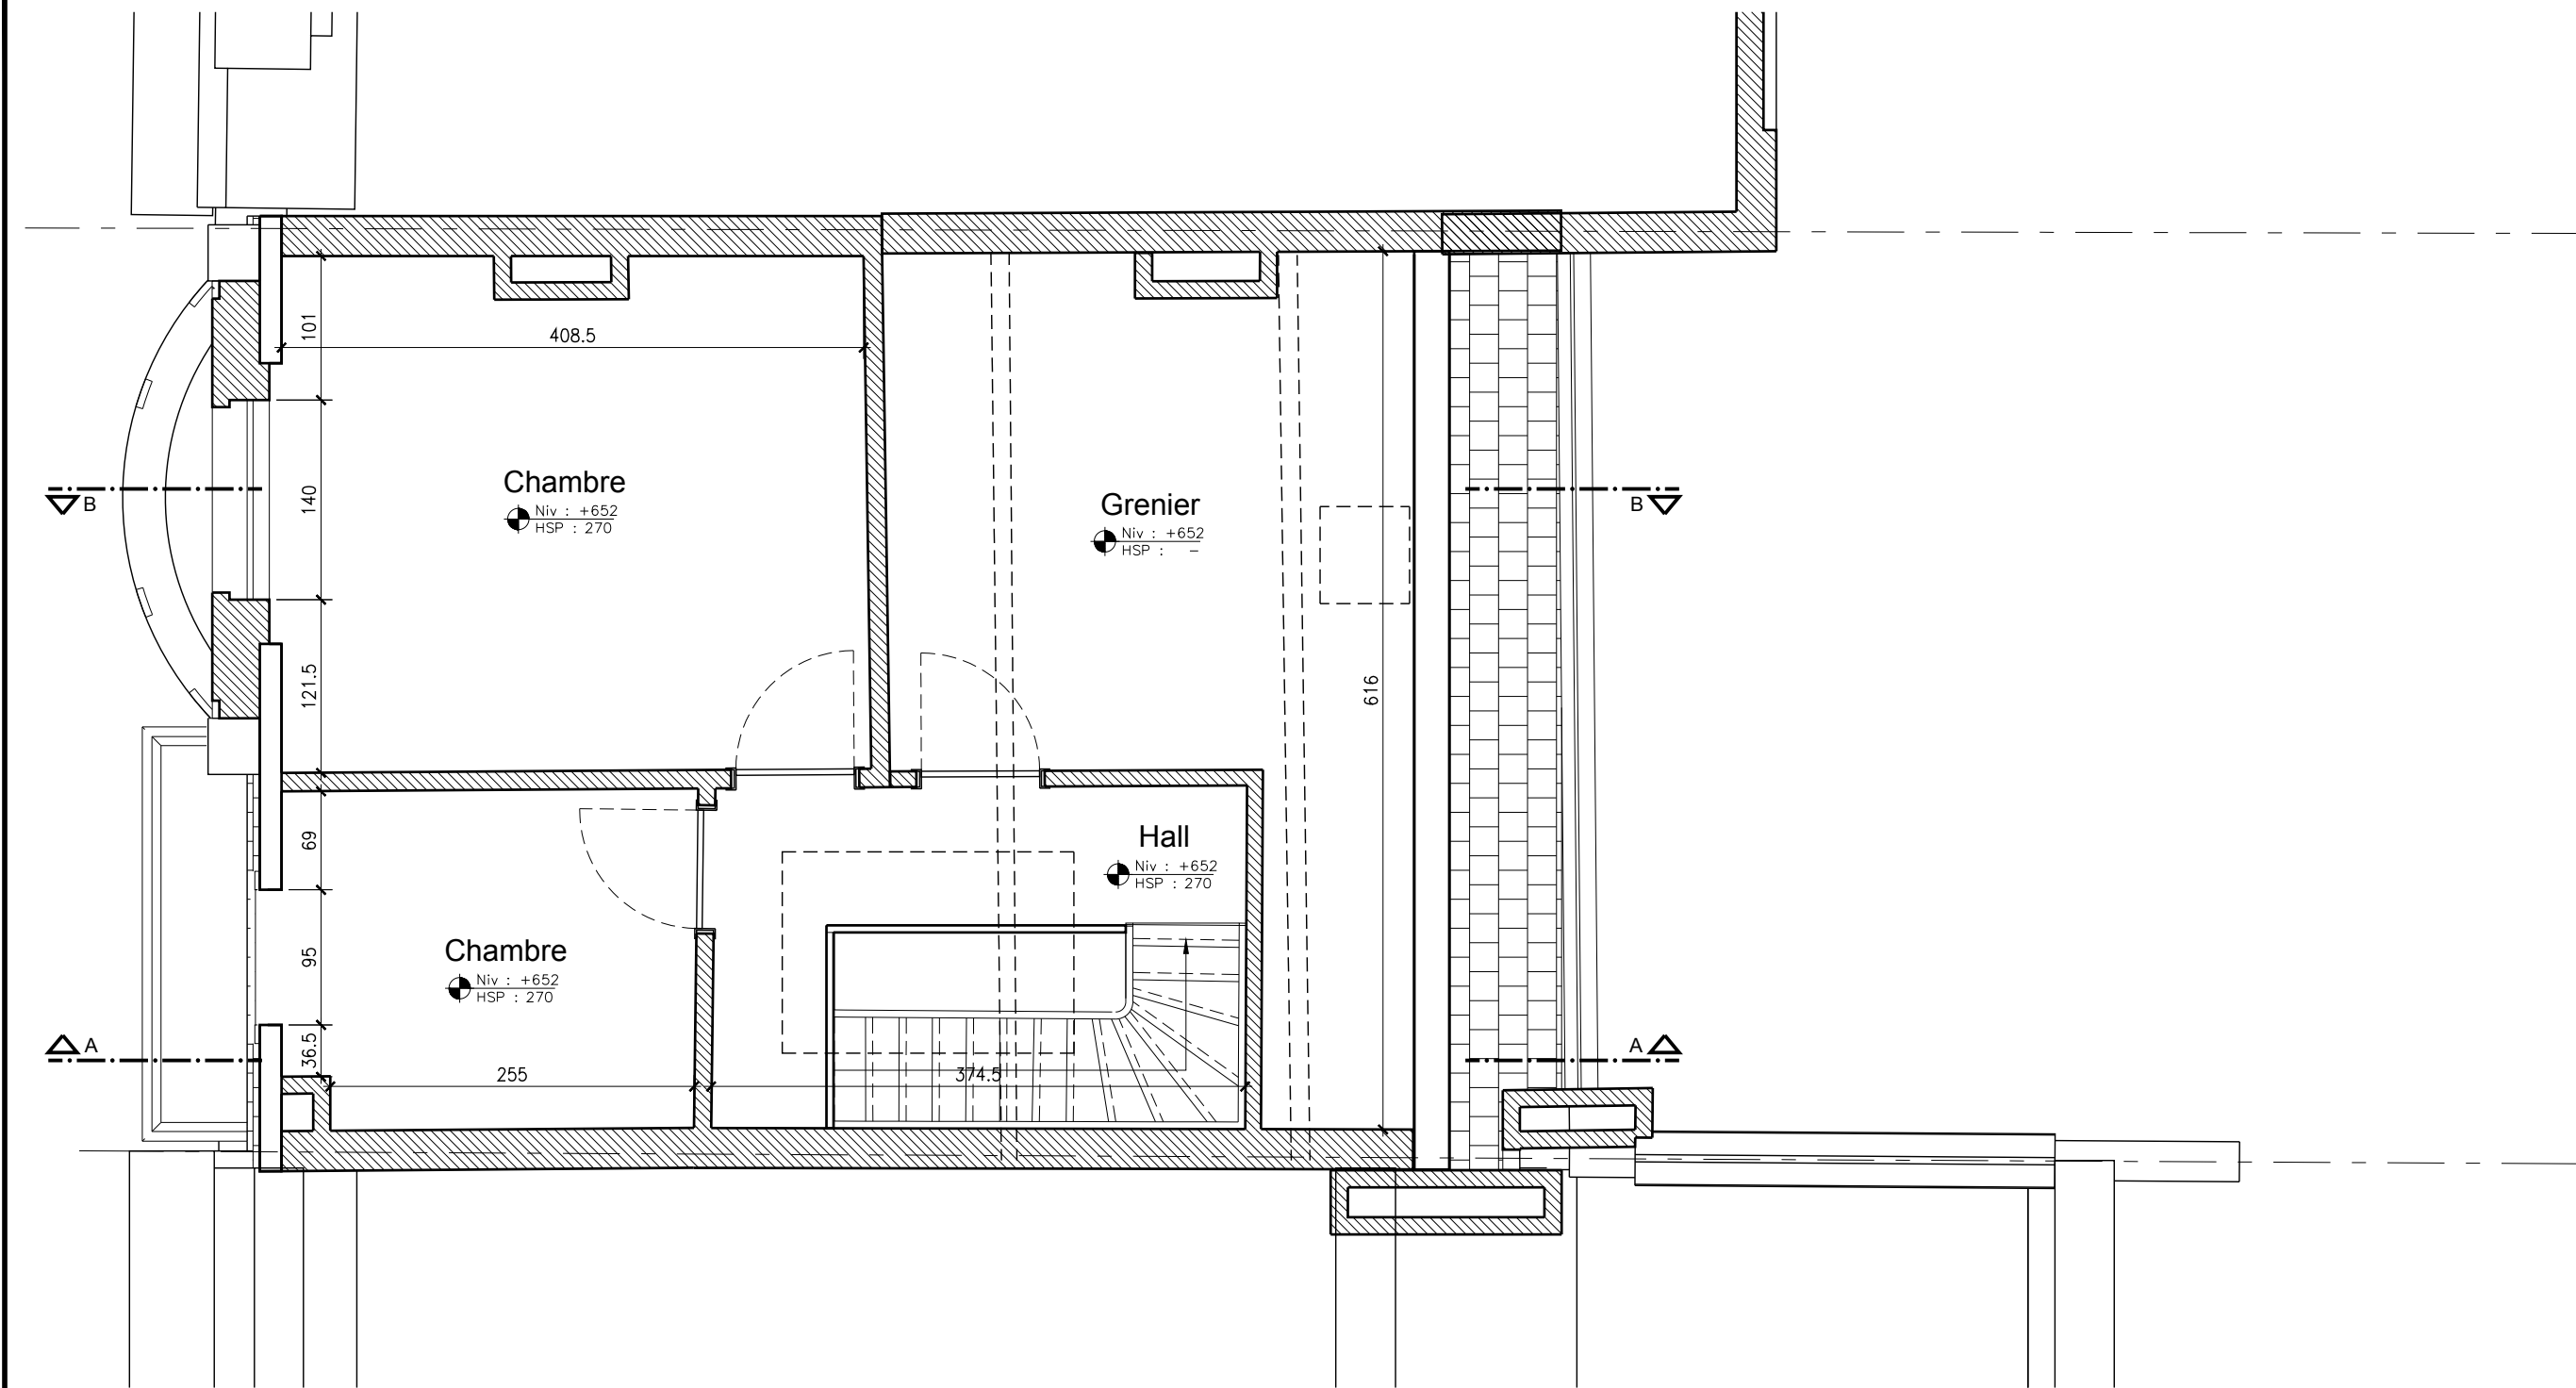 101
408.5
Chambre
Niv : +652
HSP : 270
140
B
Grenier
Niv : +652
HSP : –
B
121.5
616
69
Hall
Niv : +652
HSP : 270
Chambre
Niv : +652
HSP : 270
95
A
36.5
255
374.5
A